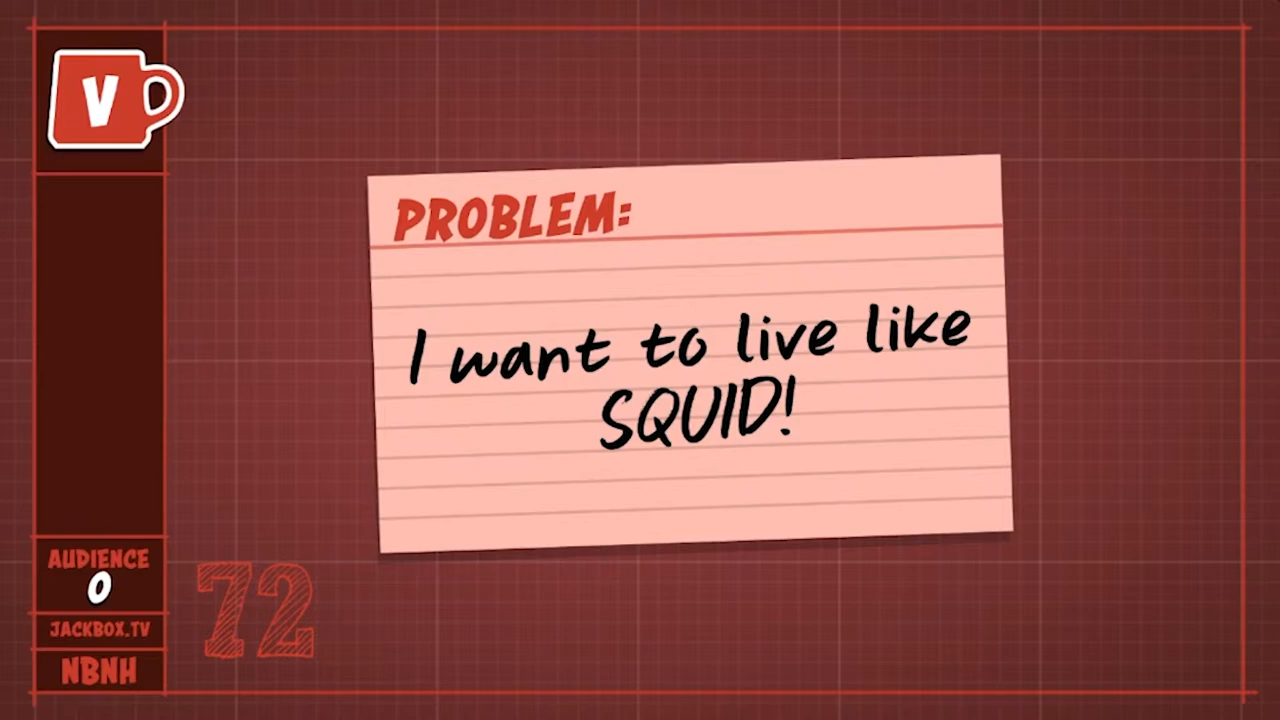 V
PROBLEM:
I want to live like
SQUID!
AUDIENCE
0
JACKBOX.TV
NBNH
72